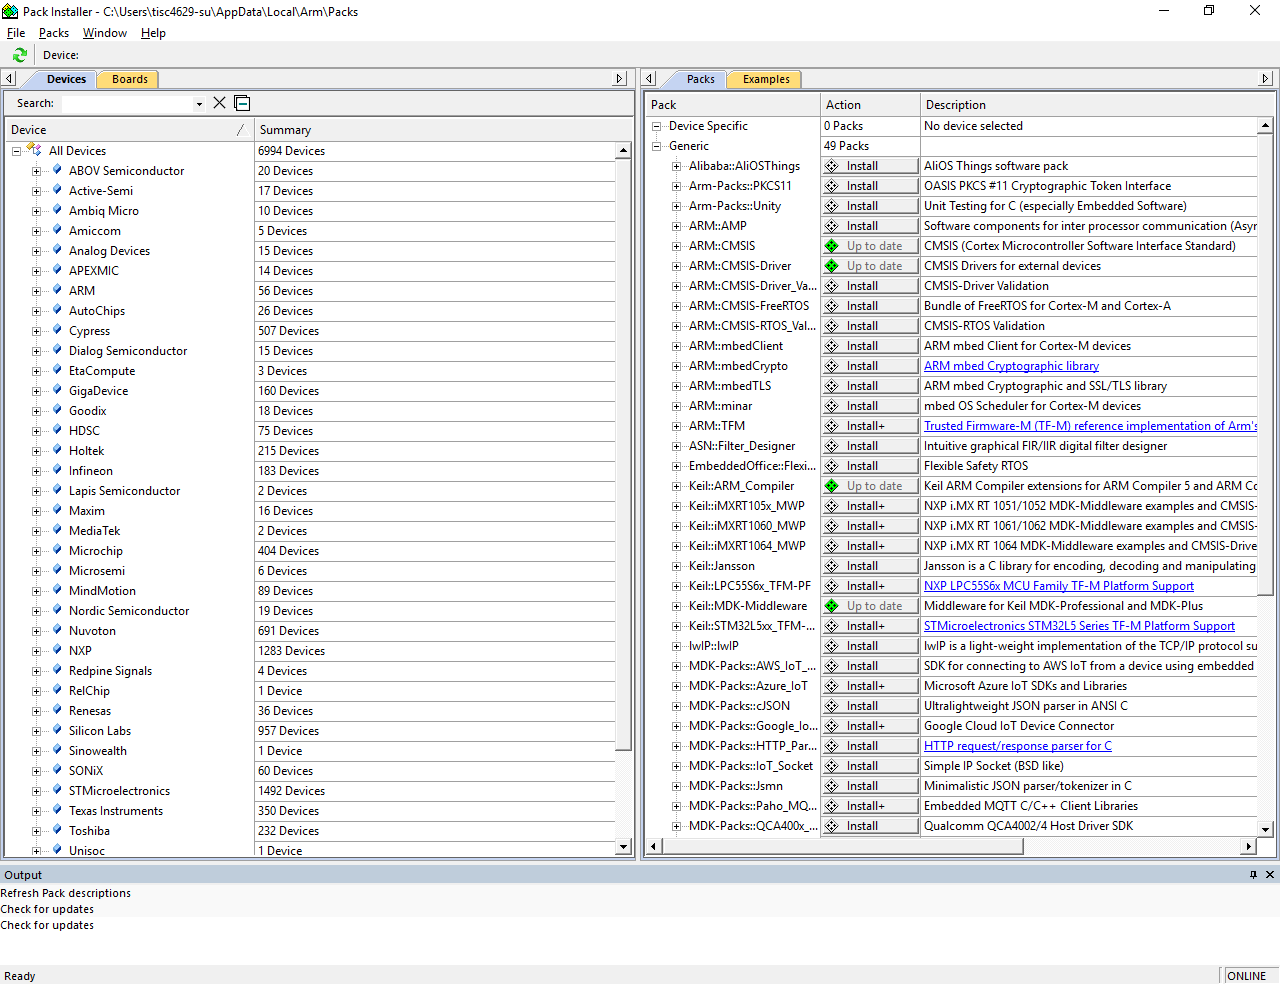 Pack Installer - C:\Users\tisc4629-su\AppData\Local\Arm\Packs
File Packs Window Help
Device:
Devices Boards
Search:
Device Summary
All Devices 6994 Devices
ABOV Semiconductor 20 Devices
Active-Semi 17 Devices
Ambiq Micro 10 Devices
Amiccom 5 Devices
Analog Devices 15 Devices
APEXMIC 14 Devices
ARM 56 Devices
AutoChips 26 Devices
Cypress 507 Devices
Dialog Semiconductor 15 Devices
EtaCompute 3 Devices
GigaDevice 160 Devices
Goodix 18 Devices
HDSC 75 Devices
Holtek 215 Devices
Infineon 183 Devices
Lapis Semiconductor 2 Devices
Maxim 16 Devices
MediaTek 2 Devices
Microchip 404 Devices
Microsemi 6 Devices
MindMotion 89 Devices
Nordic Semiconductor 19 Devices
Nuvoton 691 Devices
NXP 1283 Devices
Redpine Signals 4 Devices
RelChip 1 Device
Renesas 36 Devices
Silicon Labs 957 Devices
Sinowealth 1 Device
SONiX 60 Devices
STMicroelectronics 1492 Devices
Texas Instruments 350 Devices
Toshiba 232 Devices
Unisoc 1 Device
Packs Examples
Pack Action Description
Device Specific 0 Packs No device selected
Generic 49 Packs
Alibaba::AliOSThings Install AliOS Things software pack
Arm-Packs::PKCS11 Install OASIS PKCS #11 Cryptographic Token Interface
Arm-Packs::Unity Install Unit Testing for C (especially Embedded Software)
ARM::AMP Install Software components for inter processor communication (Asyr
ARM::CMSIS Up to date CMSIS (Cortex Microcontroller Software Interface Standard)
ARM::CMSIS-Driver Up to date CMSIS Drivers for external devices
ARM::CMSIS-Driver_Va... Install CMSIS-Driver Validation
ARM::CMSIS-FreeRTOS Install Bundle of FreeRTOS for Cortex-M and Cortex-A
ARM::CMSIS-RTOS_Val... Install CMSIS-RTOS Validation
ARM::mbedClient Install ARM mbed Client for Cortex-M devices
ARM::mbedCrypto Install ARM mbed Cryptographic library
ARM::mbedTLS Install ARM mbed Cryptographic and SSL/TLS library
ARM::minar Install mbed OS Scheduler for Cortex-M devices
ARM::TFM Install+ Trusted Firmware-M (TF-M) reference implementation of Arm's
ASN::Filter_Designer Install Intuitive graphical FIR/IIR digital filter designer
EmbeddedOffice::Flexi... Install Flexible Safety RTOS
Keil::ARM_Compiler Up to date Keil ARM Compiler extensions for ARM Compiler 5 and ARM Cc
Keil::iMXRT105x_MWP Install+ NXP i.MX RT 1051/1052 MDK-Middleware examples and CMSIS-
Keil::iMXRT1060_MWP Install+ NXP i.MX RT 1061/1062 MDK-Middleware examples and CMSIS-
Keil::iMXRT1064_MWP Install+ NXP i.MX RT 1064 MDK-Middleware examples and CMSIS-Drive
Keil::Jansson Install Jansson is a C library for encoding, decoding and manipulating
Keil::LPC55S6x_TFM-PF Install+ NXP LPC55S6x MCU Family TF-M Platform Support
Keil::MDK-Middleware Up to date Middleware for Keil MDK-Professional and MDK-Plus
Keil::STM32L5xx_TFM-... Install+ STMicroelectronics STM32L5 Series TF-M Platform Support
lwIP::lwIP Install lwIP is a light-weight implementation of the TCP/IP protocol su
MDK-Packs::AWS_IoT_... Install SDK for connecting to AWS IoT from a device using embedded
MDK-Packs::Azure_IoT Install+ Microsoft Azure IoT SDKs and Libraries
MDK-Packs::cJSON Install Ultralightweight JSON parser in ANSI C
MDK-Packs::Google_Io... Install+ Google Cloud IoT Device Connector
MDK-Packs::HTTP_Par... Install HTTP request/response parser for C
MDK-Packs::IoT_Socket Install Simple IP Socket (BSD like)
MDK-Packs::Jsmn Install Minimalistic JSON parser/tokenizer in C
MDK-Packs::Paho_MQ... Install+ Embedded MQTT C/C++ Client Libraries
MDK-Packs::QCA400x_... Install Qualcomm QCA4002/4 Host Driver SDK
Output
Refresh Pack descriptions
Check for updates
Check for updates
Ready ONLINE